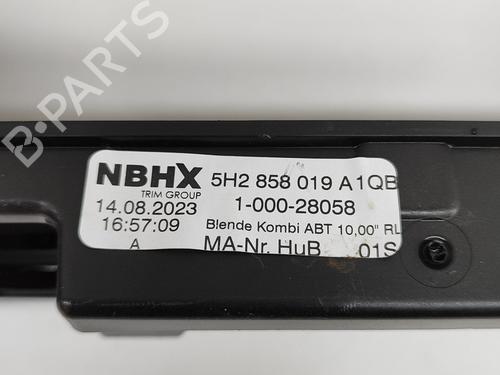 B-PARTS
NBHX
TRIM GROUP
5H2 858 019 A 1QB
14.08.2023
1-000-28058
16:57:09
Blende Kombi ABT 10,00" RL
A
MA-Nr. HuB 01S